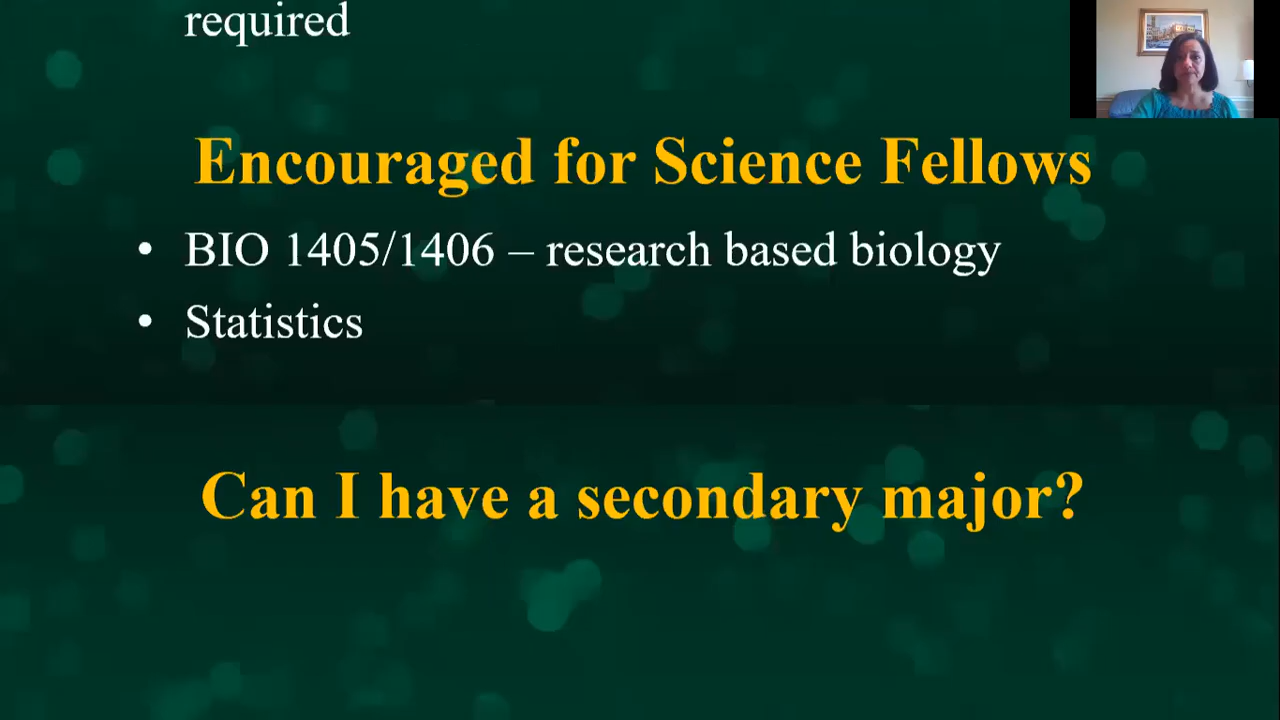 required
Encouraged for Science Fellows
• BIO 1405/1406 – research based biology
• Statistics
Can I have a secondary major?